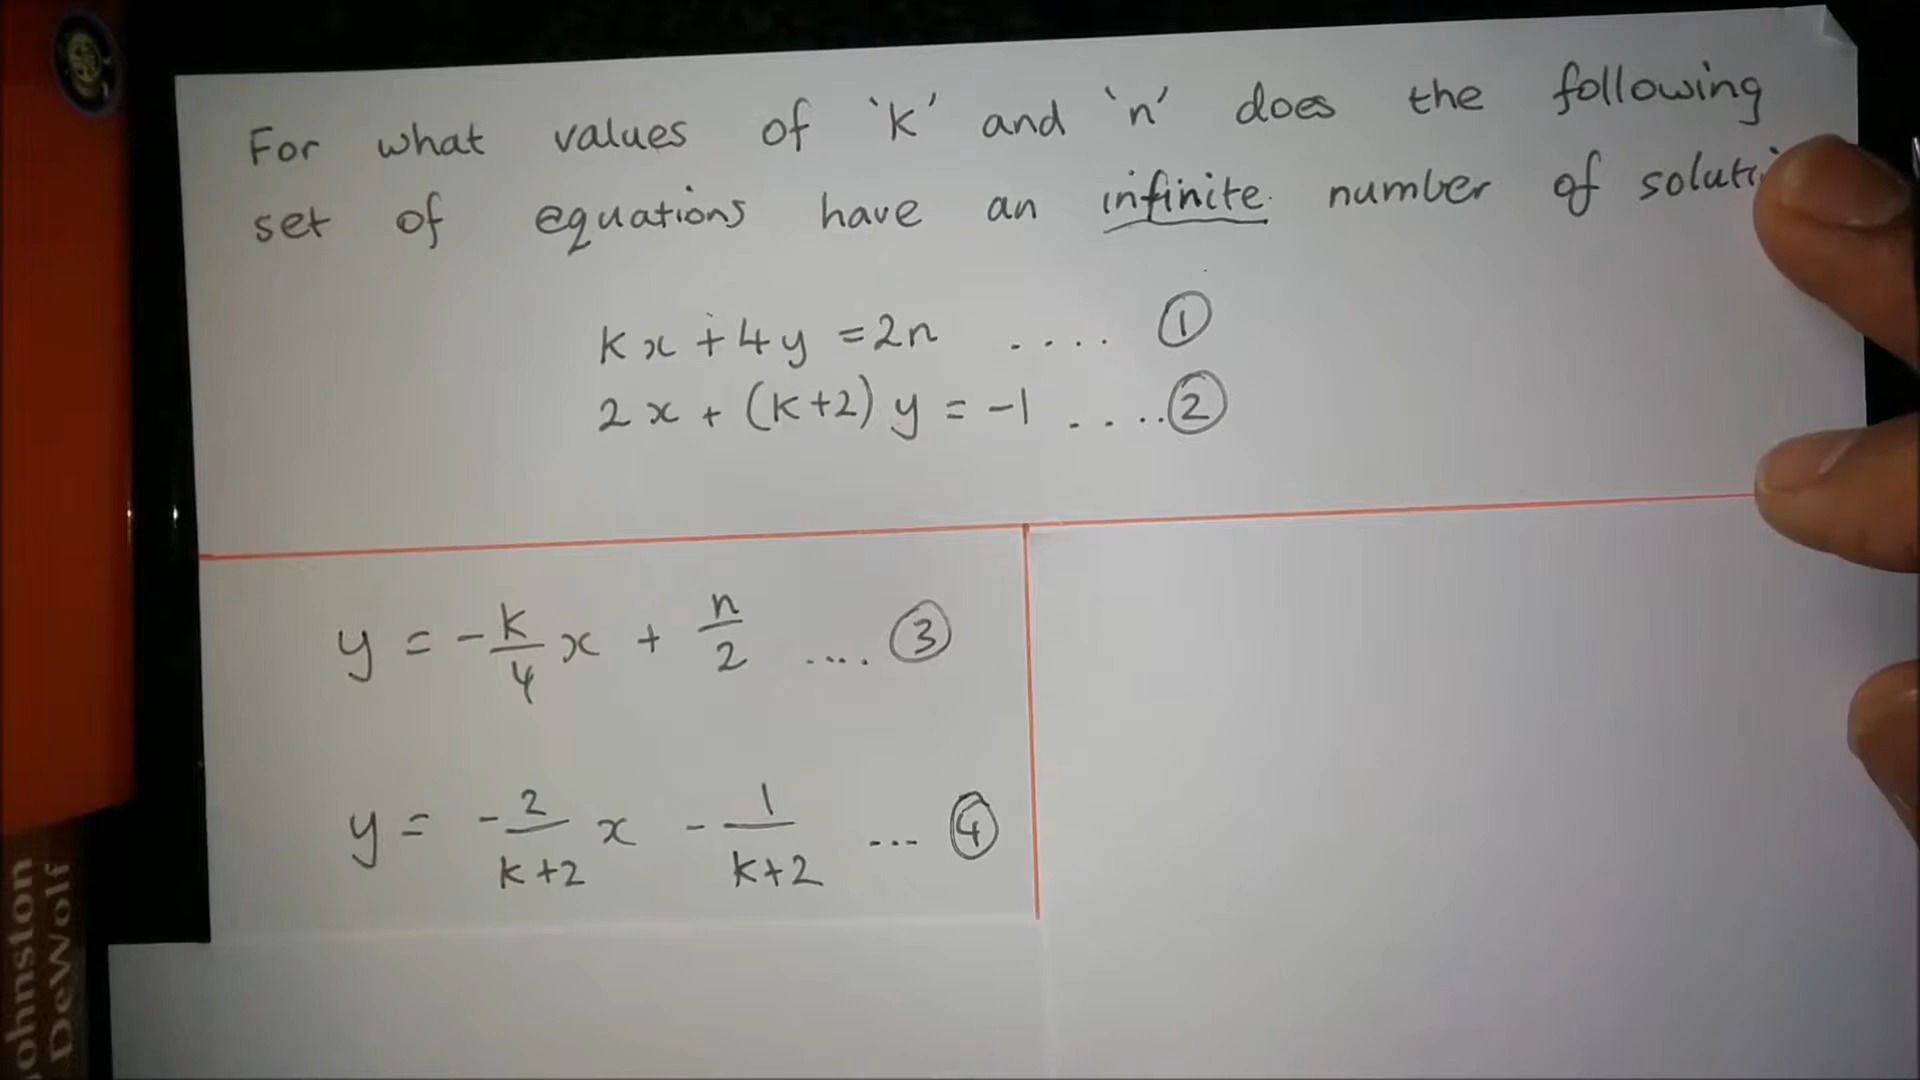 For what values of 'k' and 'n' does the following
set of equations have an infinite number of
kx + 4y = 2n .... ①
2x + (k+2) y = -1 ....②
y = -k/4 x + n/2 .... ③
y = -2/k+2 x - 1/k+2 ... ④
Johnston
DeWolf